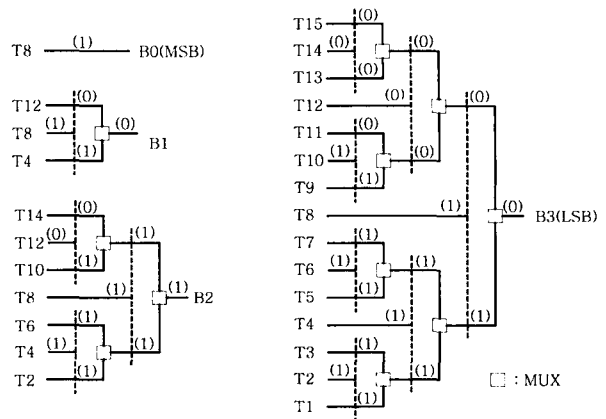 T8 (1) B0(MSB)
T12 (0)
T8 (1) (0) B1
T4 (1)
T14 (0)
T12 (0) (1)
T10 (1)
T8 (1) (1) B2
T6 (1)
T4 (1) (1)
T2 (1)
T15 (0)
T14 (0) (0)
T13 (0)
T12 (0) (0)
T11 (0)
T10 (1) (0)
T9 (1)
T8 (1) (0) B3(LSB)
T7 (1)
T6 (1) (1)
T5 (1)
T4 (1) (1)
T3 (1)
T2 (1) (1)
T1 (1)
: MUX